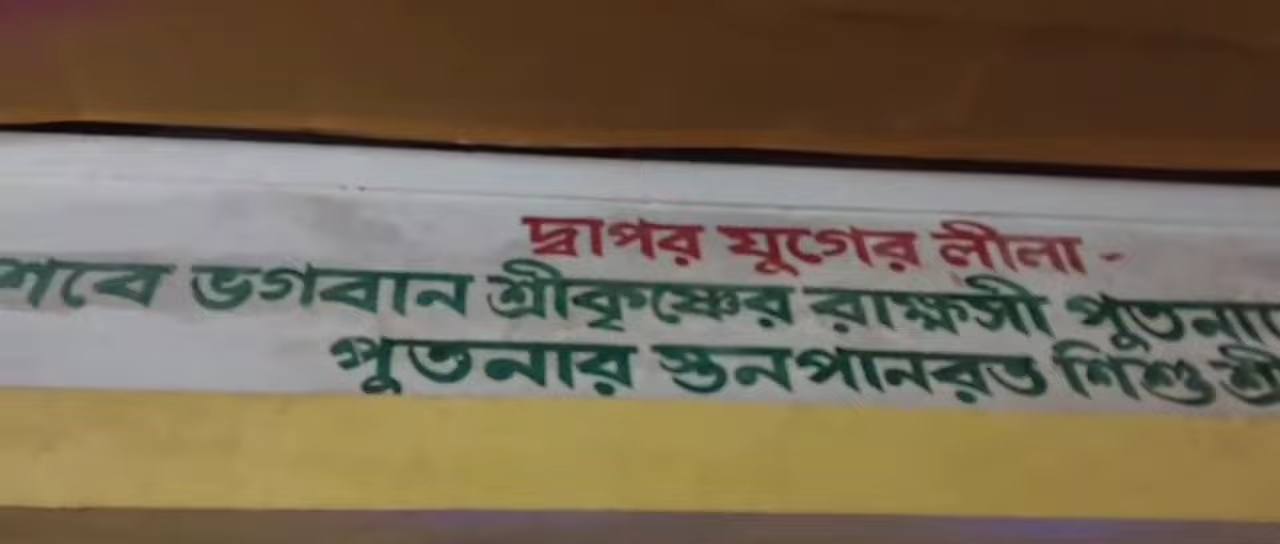 দ্বাপর যুগের লীলা -
ভগবান শ্রীকৃষ্ণের রাক্ষসী
পুতনার স্তনপানরত শিশু